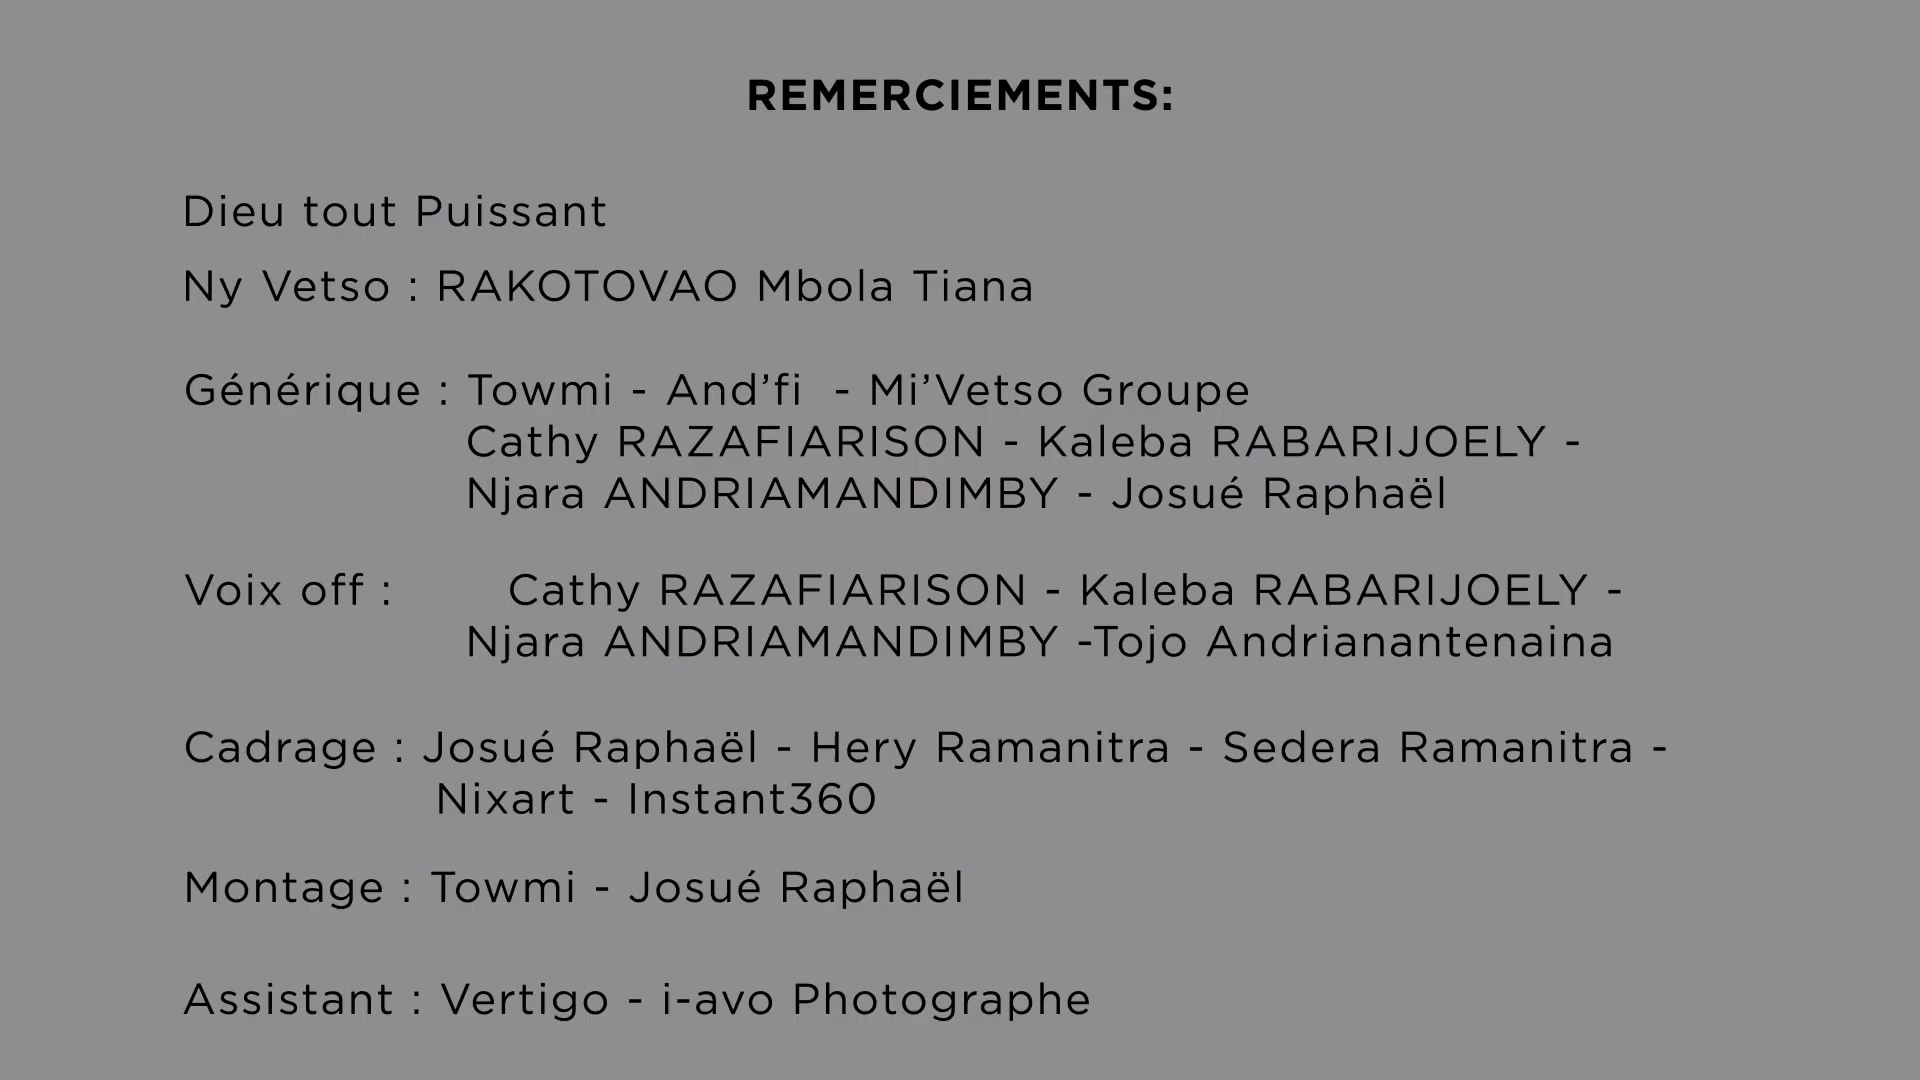 REMERCIEMENTS:
Dieu tout Puissant
Ny Vetso : RAKOTOVAO Mbola Tiana
Générique : Towmi - And’fi - Mi’Vetso Groupe
Cathy RAZAFIARISON - Kaleba RABARIJOELY -
Njara ANDRIAMANDIMBY - Josué Raphaël
Voix off : Cathy RAZAFIARISON - Kaleba RABARIJOELY -
Njara ANDRIAMANDIMBY -Tojo Andrianantenaina
Cadrage : Josué Raphaël - Hery Ramanitra - Sedera Ramanitra -
Nixart - Instant360
Montage : Towmi - Josué Raphaël
Assistant : Vertigo - i-avo Photographe